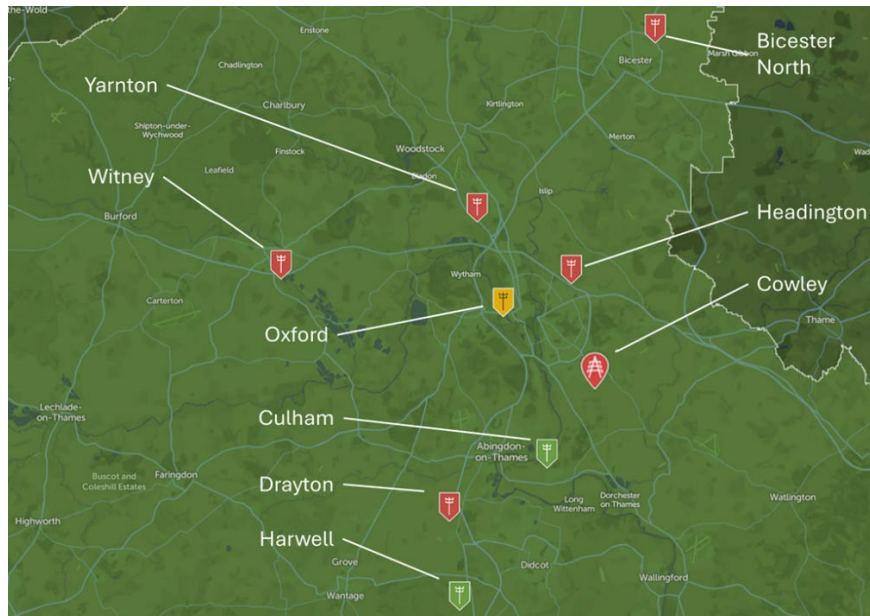 the-Wold
Enstone
Bicester
North
Marsh Gibbon
Bicester
Chadlington
Yarnton
Charlbury
Kirtlington
Shipton-under-
Wychwood
Finstock
Woodstock
Merton
Leafield
Bladon
Witney
Islip
Burford
Headington
Wytham
Cowley
Carterton
Oxford
Thame
Lechlade-
on-Thames
Culham
Abingdon-
on-Thames
Buscot and
Coleshill Estates
Faringdon
Drayton
Long
Wittenham
Dorchester
on Thames
Watlington
Highworth
Harwell
Grove
Didcot
Wantage
Wallingford